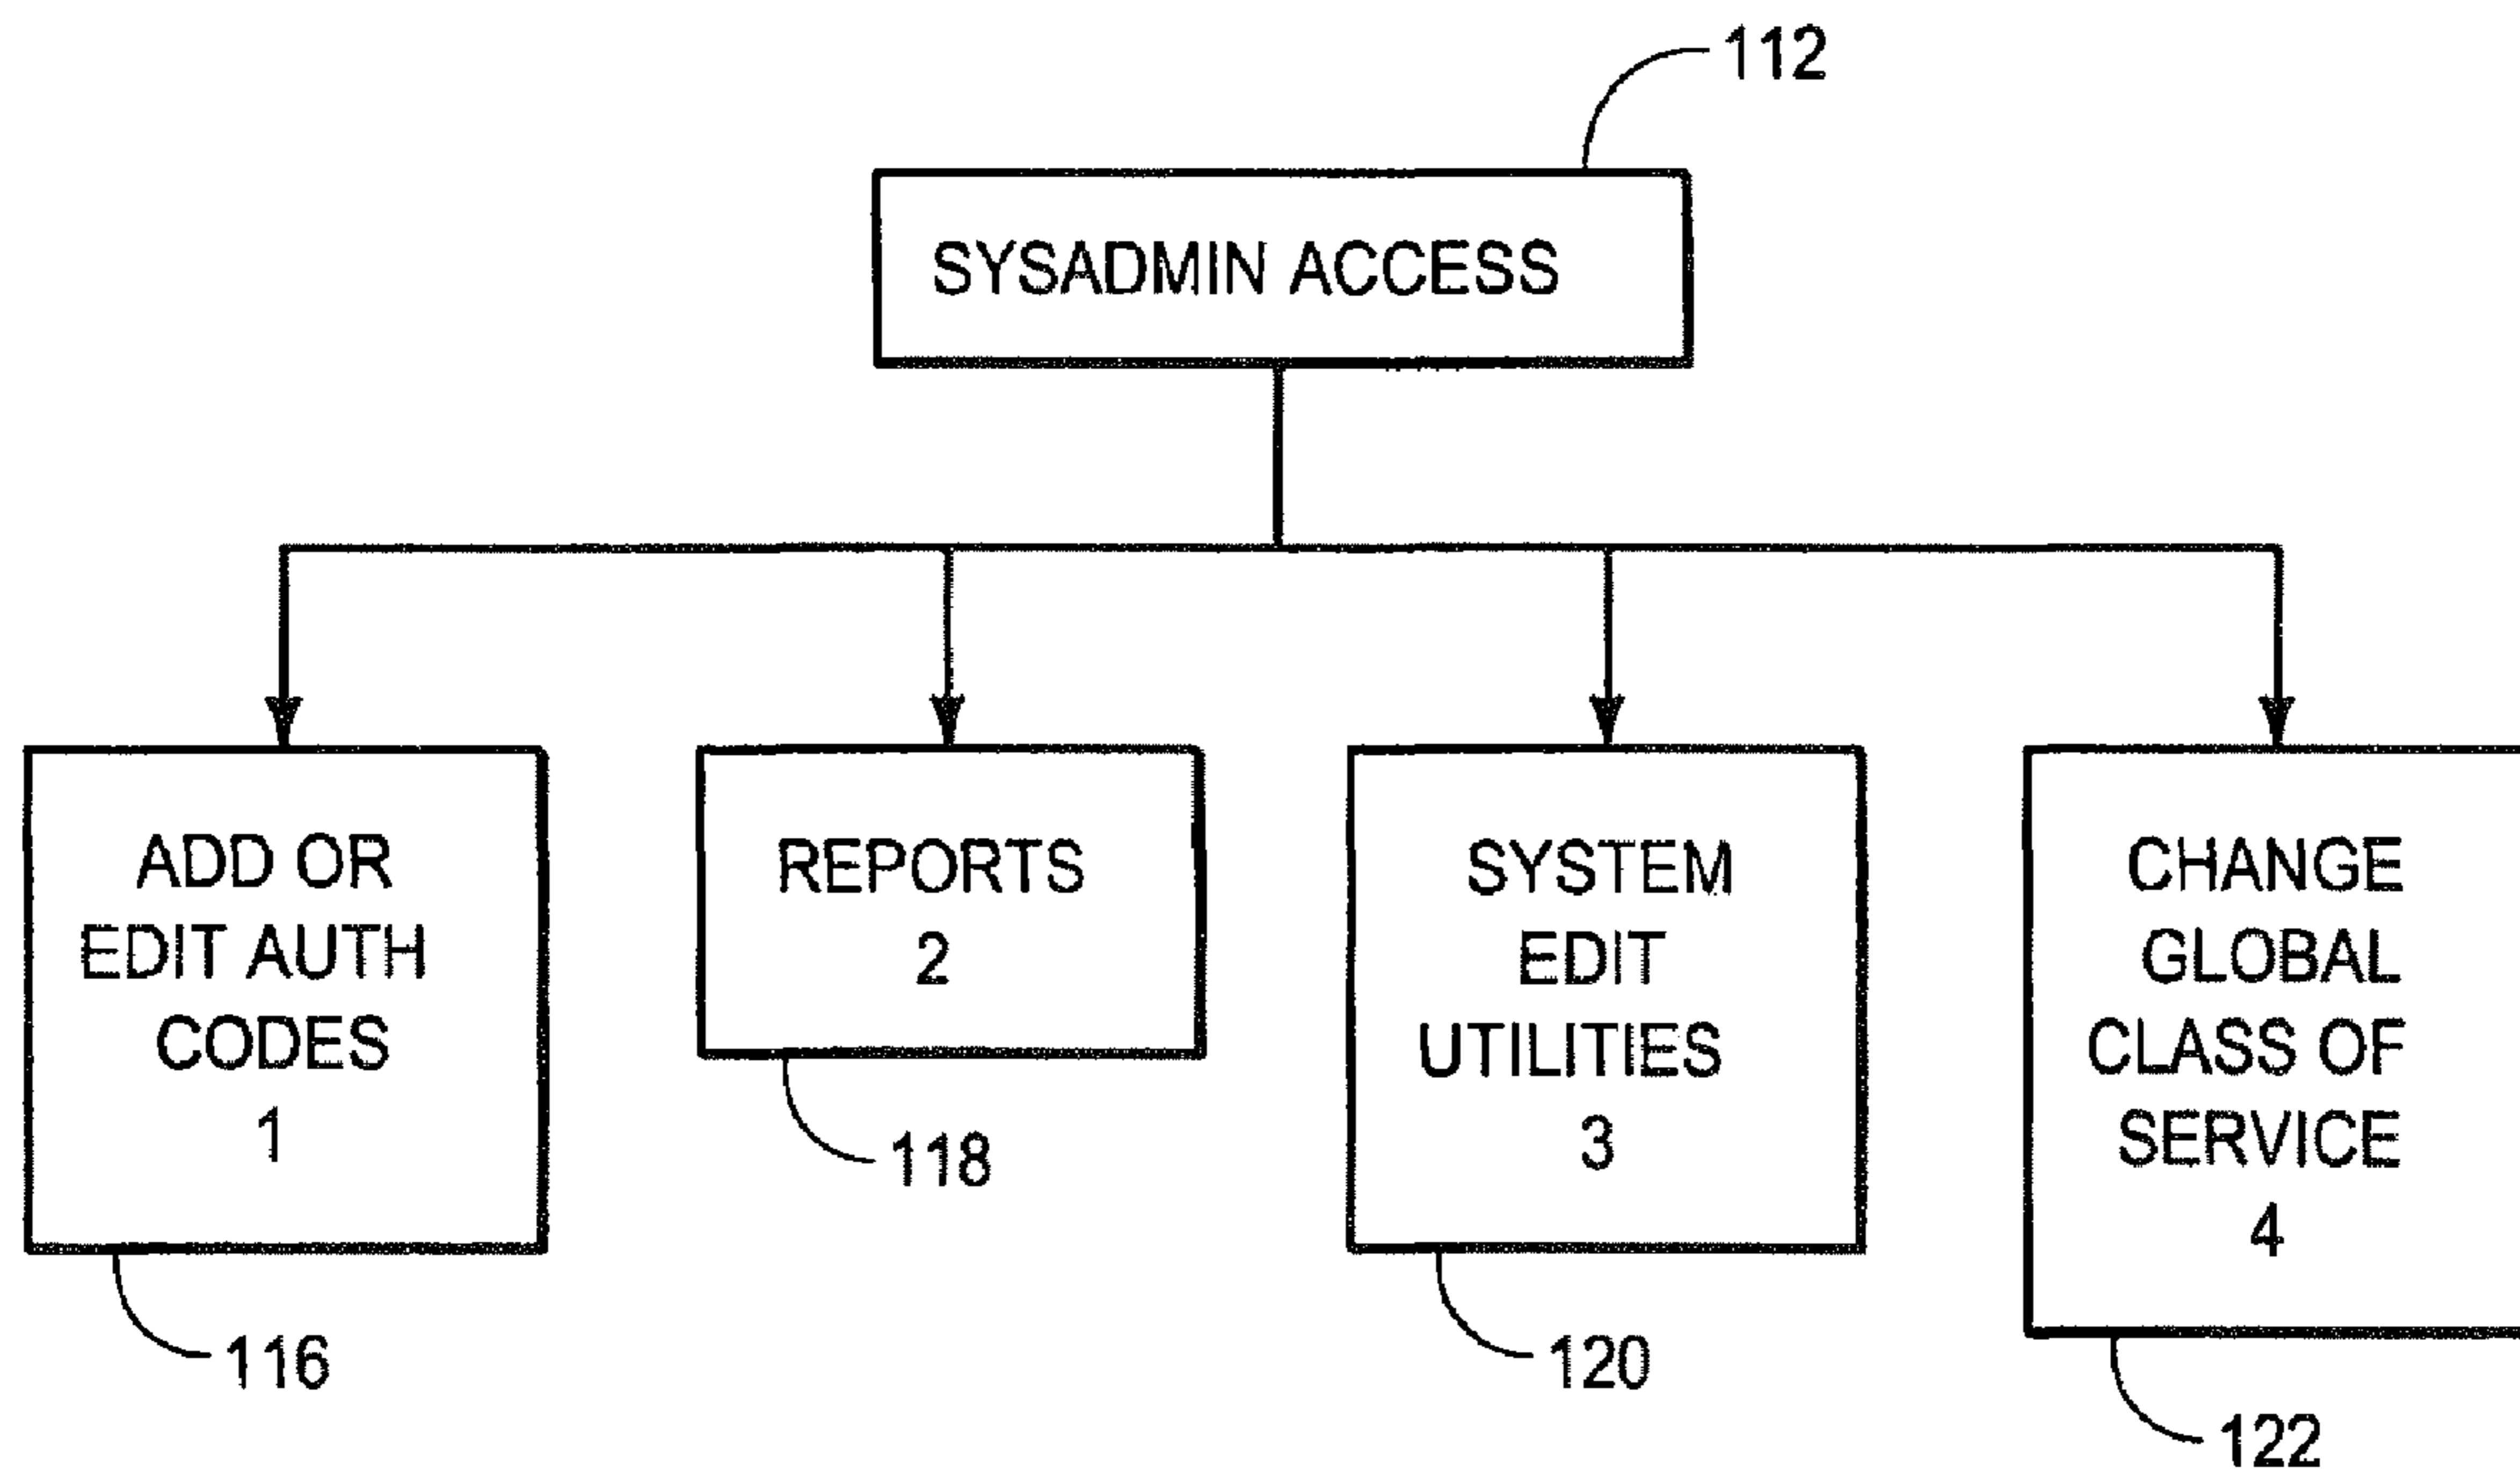 112
SYSADMIN ACCESS
ADD OR
EDIT AUTH
CODES
1
116
REPORTS
2
118
SYSTEM
EDIT
UTILITIES
3
120
CHANGE
GLOBAL
CLASS OF
SERVICE
4
122